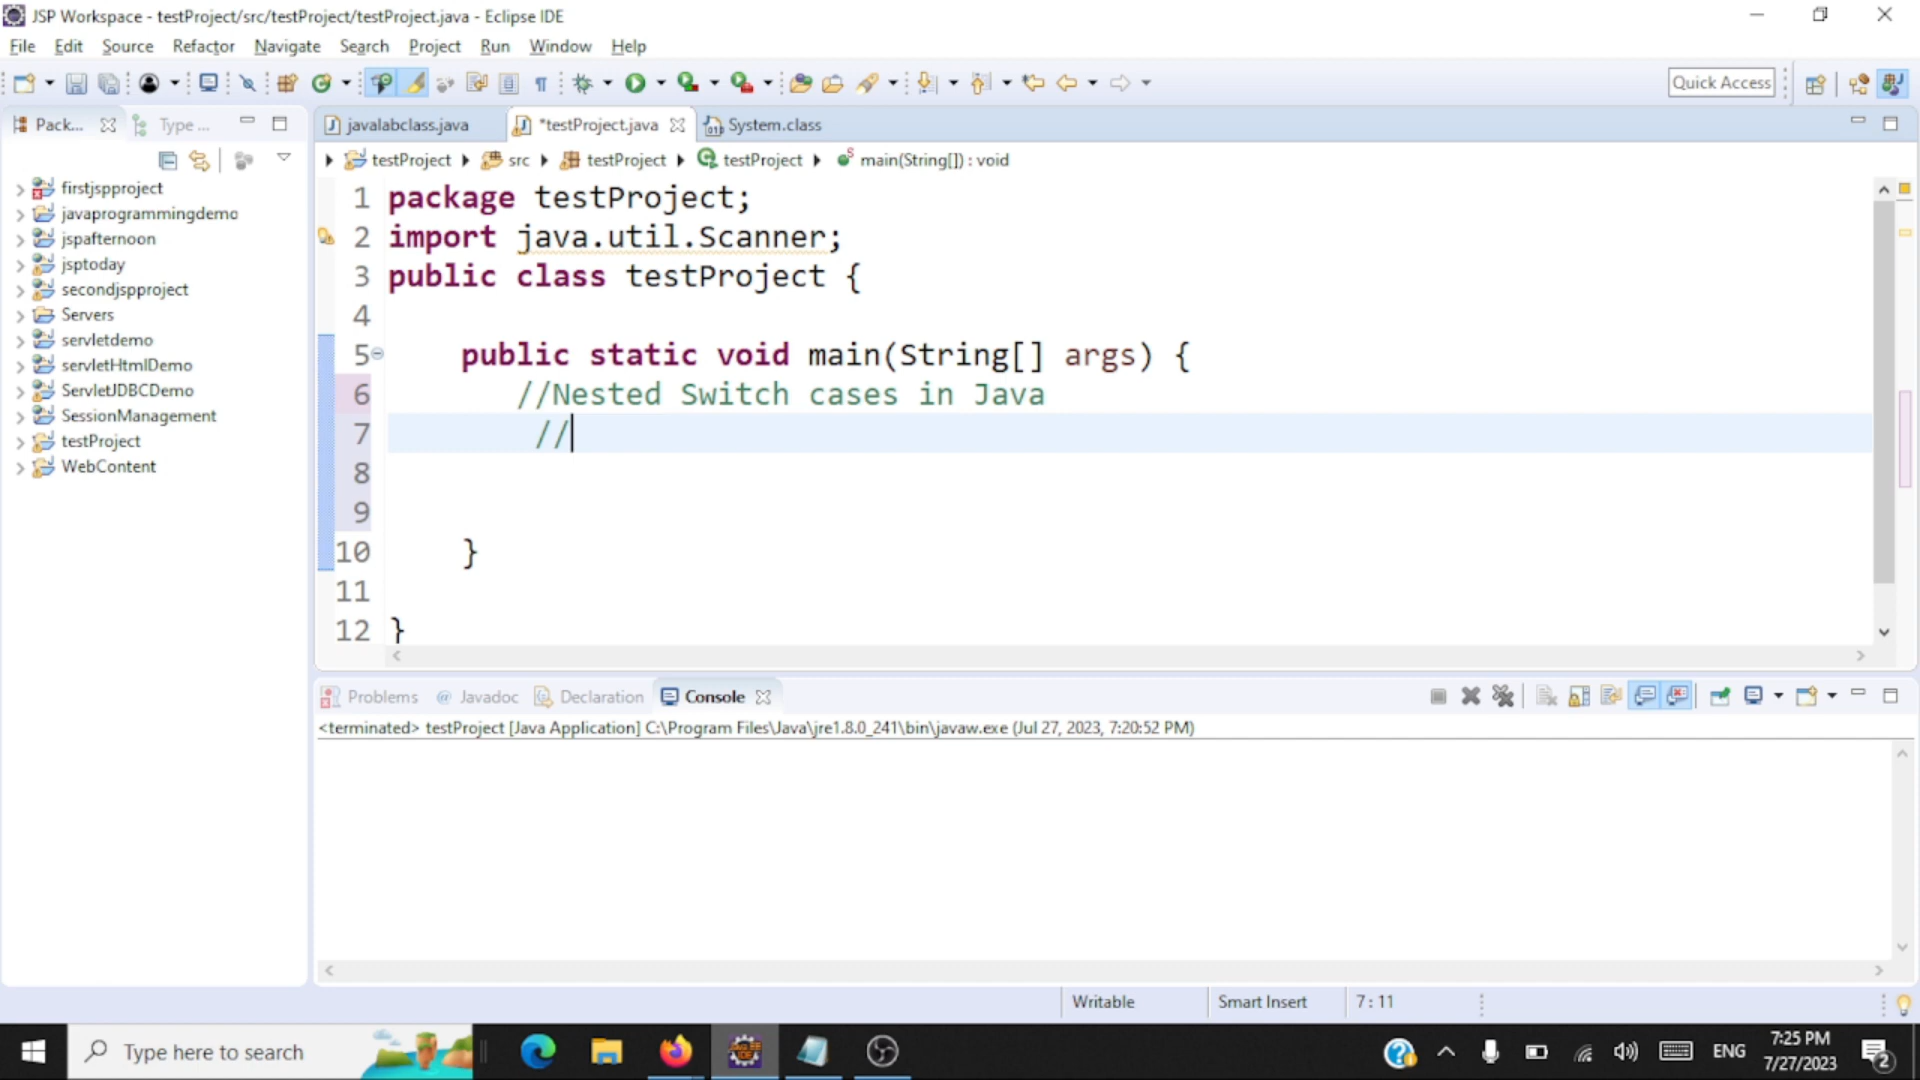 JSP Workspace - testProject/src/testProject/testProject.java - Eclipse IDE
File Edit Source Refactor Navigate Search Project Run Window Help
Quick Access
Pack... Type ...
javalabclass.java *testProject.java System.class
testProject src testProject testProject main(String[]) : void
firstjspproject
javaprogrammingdemo
jspafternoon
jsptoday
secondjspproject
Servers
servletdemo
servletHtmlDemo
ServletJDBCDemo
SessionManagement
testProject
WebContent
1 package testProject;
2 import java.util.Scanner;
3 public class testProject {
4
5 public static void main(String[] args) {
6 //Nested Switch cases in Java
7 //
8
9
10 }
11
12 }
Problems @ Javadoc Declaration Console
<terminated> testProject [Java Application] C:\Program Files\Java\jre1.8.0_241\bin\javaw.exe (Jul 27, 2023, 7:20:52 PM)
Writable Smart Insert 7 : 11
Type here to search
ENG
7:25 PM
7/27/2023
2